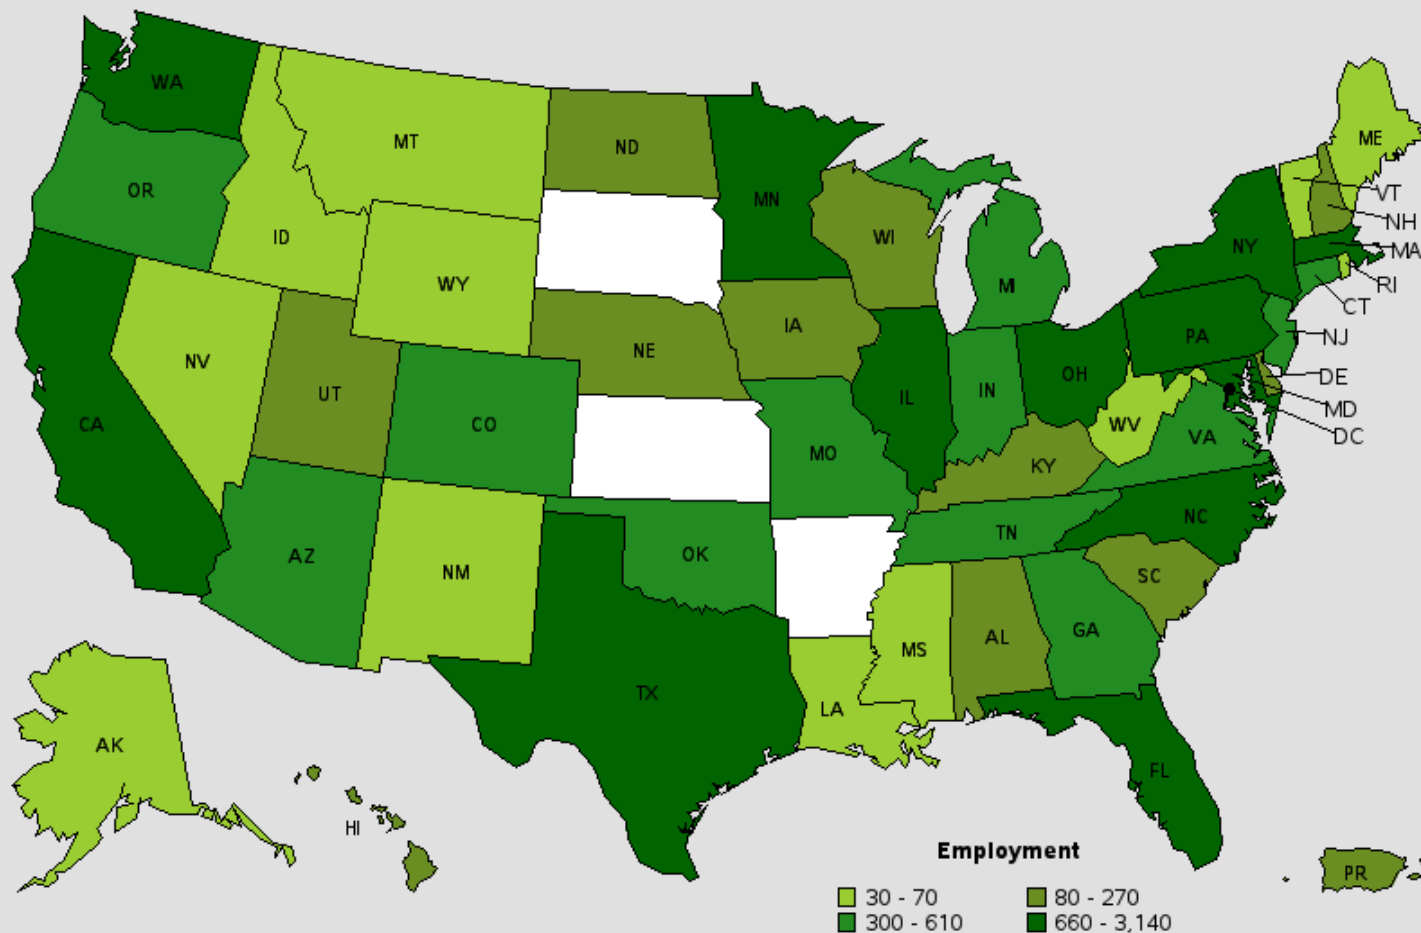 WA
MT
ND
ME
OR
MN
VT
ID
WI
NH
NY
MA
WY
MI
RI
CT
IA
NV
NE
PA
NJ
UT
OH
DE
IN
IL
MD
CA
CO
WV
DC
MO
VA
KY
NC
TN
AZ
OK
NM
SC
GA
AL
MS
TX
LA
AK
FL
HI
Employment
PR
30 - 70
80 - 270
300 - 610
660 - 3,140